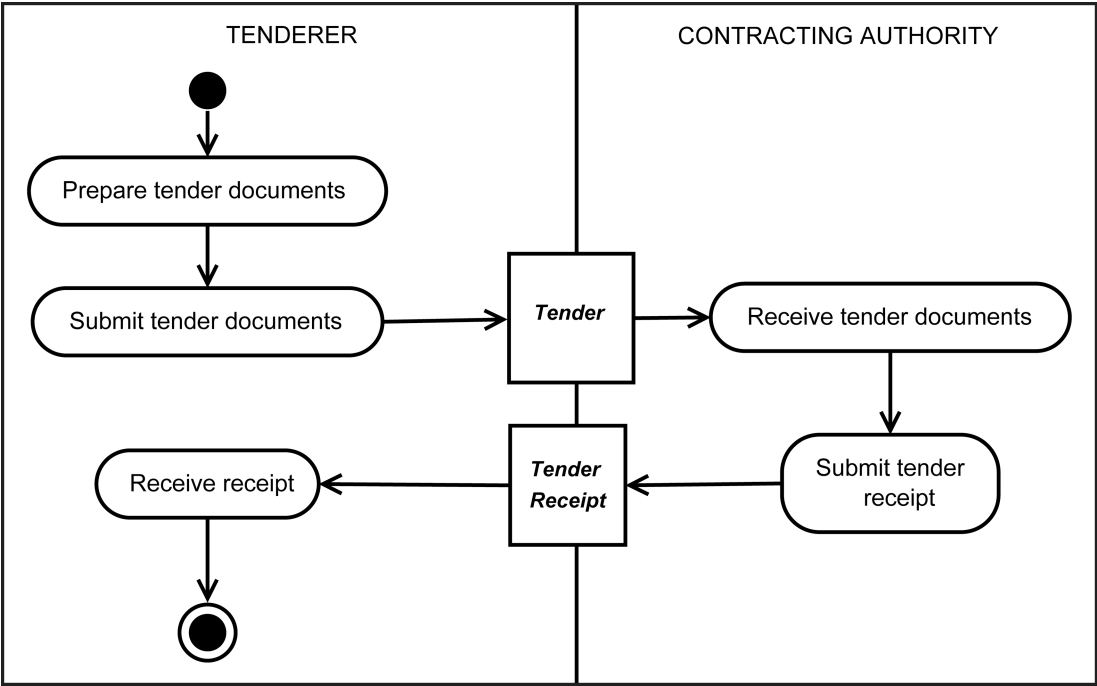 TENDERER
CONTRACTING AUTHORITY
Prepare tender documents
Submit tender documents
Tender
Receive tender documents
Receive receipt
Tender
Receipt
Submit tender
receipt